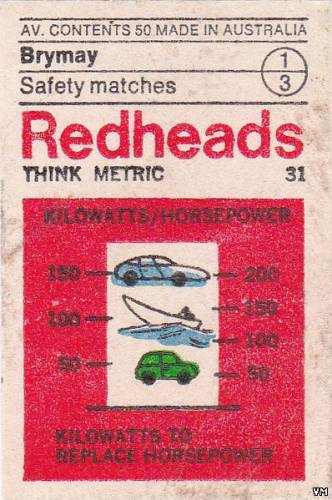 AV. CONTENTS 50 MADE IN AUSTRALIA
Brymay
1
Safety matches
3
Redheads
THINK METRIC 31
KILOWATTS/HORSEPOWER
150 200
150
100
100
50 50
KILOWATTS TO
REPLACE HORSEPOWER
VM